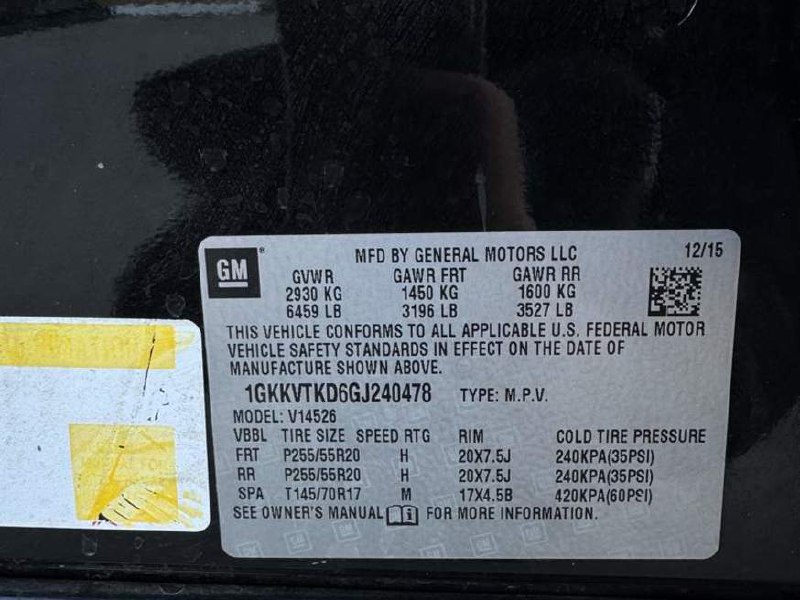 GM
MFD BY GENERAL MOTORS LLC 12/15
GVWR GAWR FRT GAWR RR
2930 KG 1450 KG 1600 KG
6459 LB 3196 LB 3527 LB
THIS VEHICLE CONFORMS TO ALL APPLICABLE U.S. FEDERAL MOTOR
VEHICLE SAFETY STANDARDS IN EFFECT ON THE DATE OF
MANUFACTURE SHOWN ABOVE.
1GKKVTKD6GJ240478 TYPE: M.P.V.
MODEL: V14526
VBBL TIRE SIZE SPEED RTG RIM COLD TIRE PRESSURE
FRT P255/55R20 H 20X7.5J 240KPA(35PSI)
RR P255/55R20 H 20X7.5J 240KPA(35PSI)
SPA T145/70R17 M 17X4.5B 420KPA(60PSI)
SEE OWNER'S MANUAL FOR MORE INFORMATION.